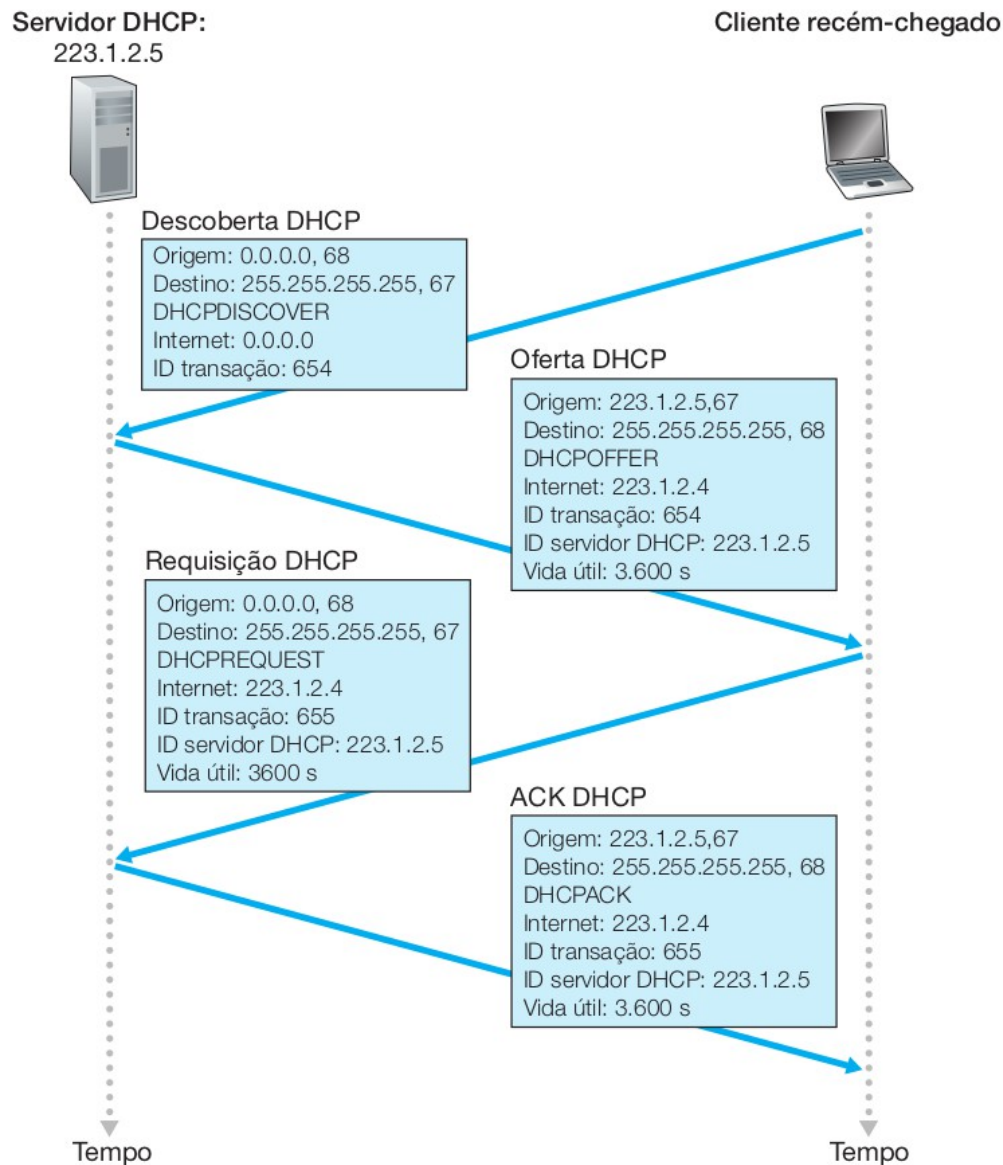 Servidor DHCP:
223.1.2.5
Cliente recém-chegado
Descoberta DHCP
Origem: 0.0.0.0, 68
Destino: 255.255.255.255, 67
DHCPDISCOVER
Internet: 0.0.0.0
ID transação: 654
Oferta DHCP
Origem: 223.1.2.5,67
Destino: 255.255.255.255, 68
DHCPOFFER
Internet: 223.1.2.4
ID transação: 654
ID servidor DHCP: 223.1.2.5
Vida útil: 3.600 s
Requisição DHCP
Origem: 0.0.0.0, 68
Destino: 255.255.255.255, 67
DHCPREQUEST
Internet: 223.1.2.4
ID transação: 655
ID servidor DHCP: 223.1.2.5
Vida útil: 3600 s
ACK DHCP
Origem: 223.1.2.5,67
Destino: 255.255.255.255, 68
DHCPACK
Internet: 223.1.2.4
ID transação: 655
ID servidor DHCP: 223.1.2.5
Vida útil: 3.600 s
Tempo
Tempo